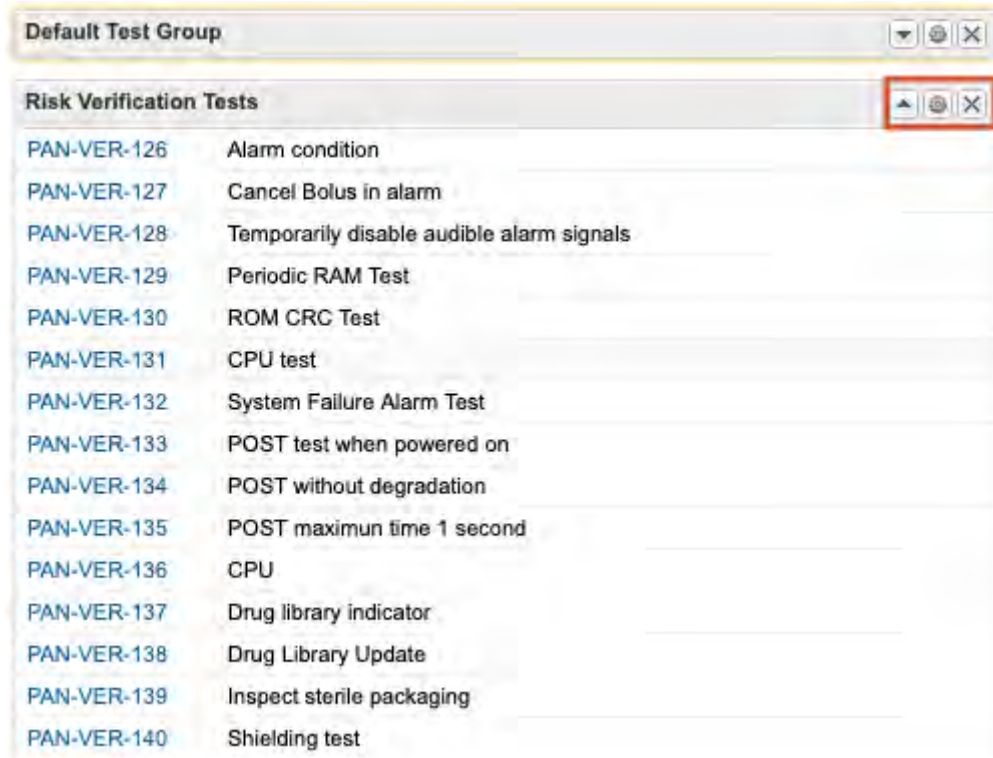 Default Test Group
Risk Verification Tests
PAN-VER-126 Alarm condition
PAN-VER-127 Cancel Bolus in alarm
PAN-VER-128 Temporarily disable audible alarm signals
PAN-VER-129 Periodic RAM Test
PAN-VER-130 ROM CRC Test
PAN-VER-131 CPU test
PAN-VER-132 System Failure Alarm Test
PAN-VER-133 POST test when powered on
PAN-VER-134 POST without degradation
PAN-VER-135 POST maximun time 1 second
PAN-VER-136 CPU
PAN-VER-137 Drug library indicator
PAN-VER-138 Drug Library Update
PAN-VER-139 Inspect sterile packaging
PAN-VER-140 Shielding test